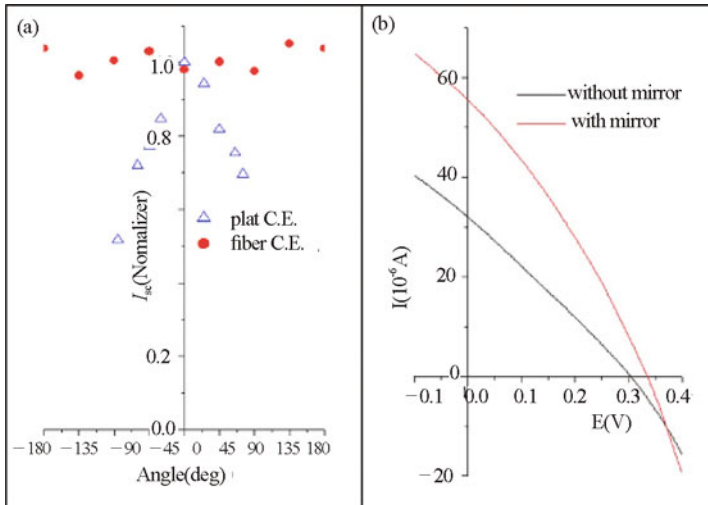 (a)
1.0
0.8
0.2
0.0
I_sc(Nomalizer)
plat C.E.
fiber C.E.
−180 −135 −90 −45 0 45 90 135 180
Angle(deg)
(b)
60
40
20
0
−20
I(10⁻⁶A)
without mirror
with mirror
−0.1 0.0 0.1 0.2 0.3 0.4
E(V)